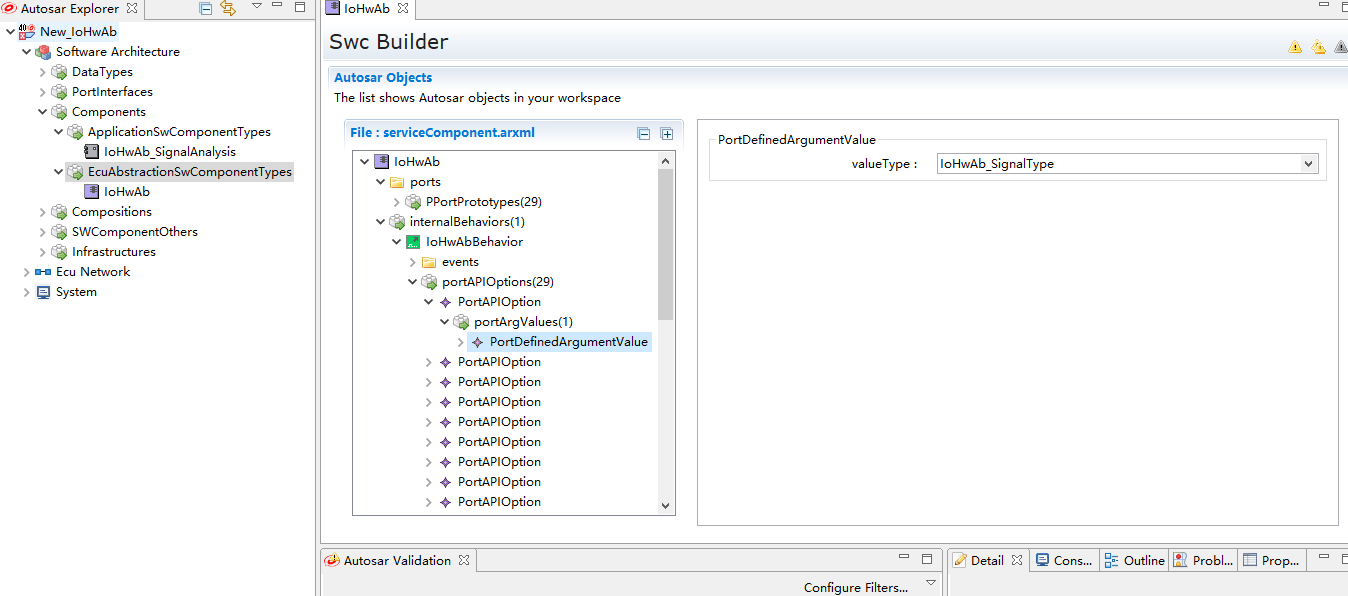 Autosar Explorer
New_IoHwAb
Software Architecture
DataTypes
PortInterfaces
Components
ApplicationSwComponentTypes
IoHwAb_SignalAnalysis
EcuAbstractionSwComponentTypes
IoHwAb
Compositions
SWComponentOthers
Infrastructures
Ecu Network
System
IoHwAb
Swc Builder
Autosar Objects
The list shows Autosar objects in your workspace
File : serviceComponent.arxml
IoHwAb
ports
PPortPrototypes(29)
internalBehaviors(1)
IoHwAbBehavior
events
portAPIOptions(29)
PortAPIOption
portArgValues(1)
PortDefinedArgumentValue
PortAPIOption
PortAPIOption
PortAPIOption
PortAPIOption
PortAPIOption
PortAPIOption
PortAPIOption
PortAPIOption
PortDefinedArgumentValue
valueType : IoHwAb_SignalType
Autosar Validation
Configure Filters...
Detail Cons... Outline Probl... Prop...